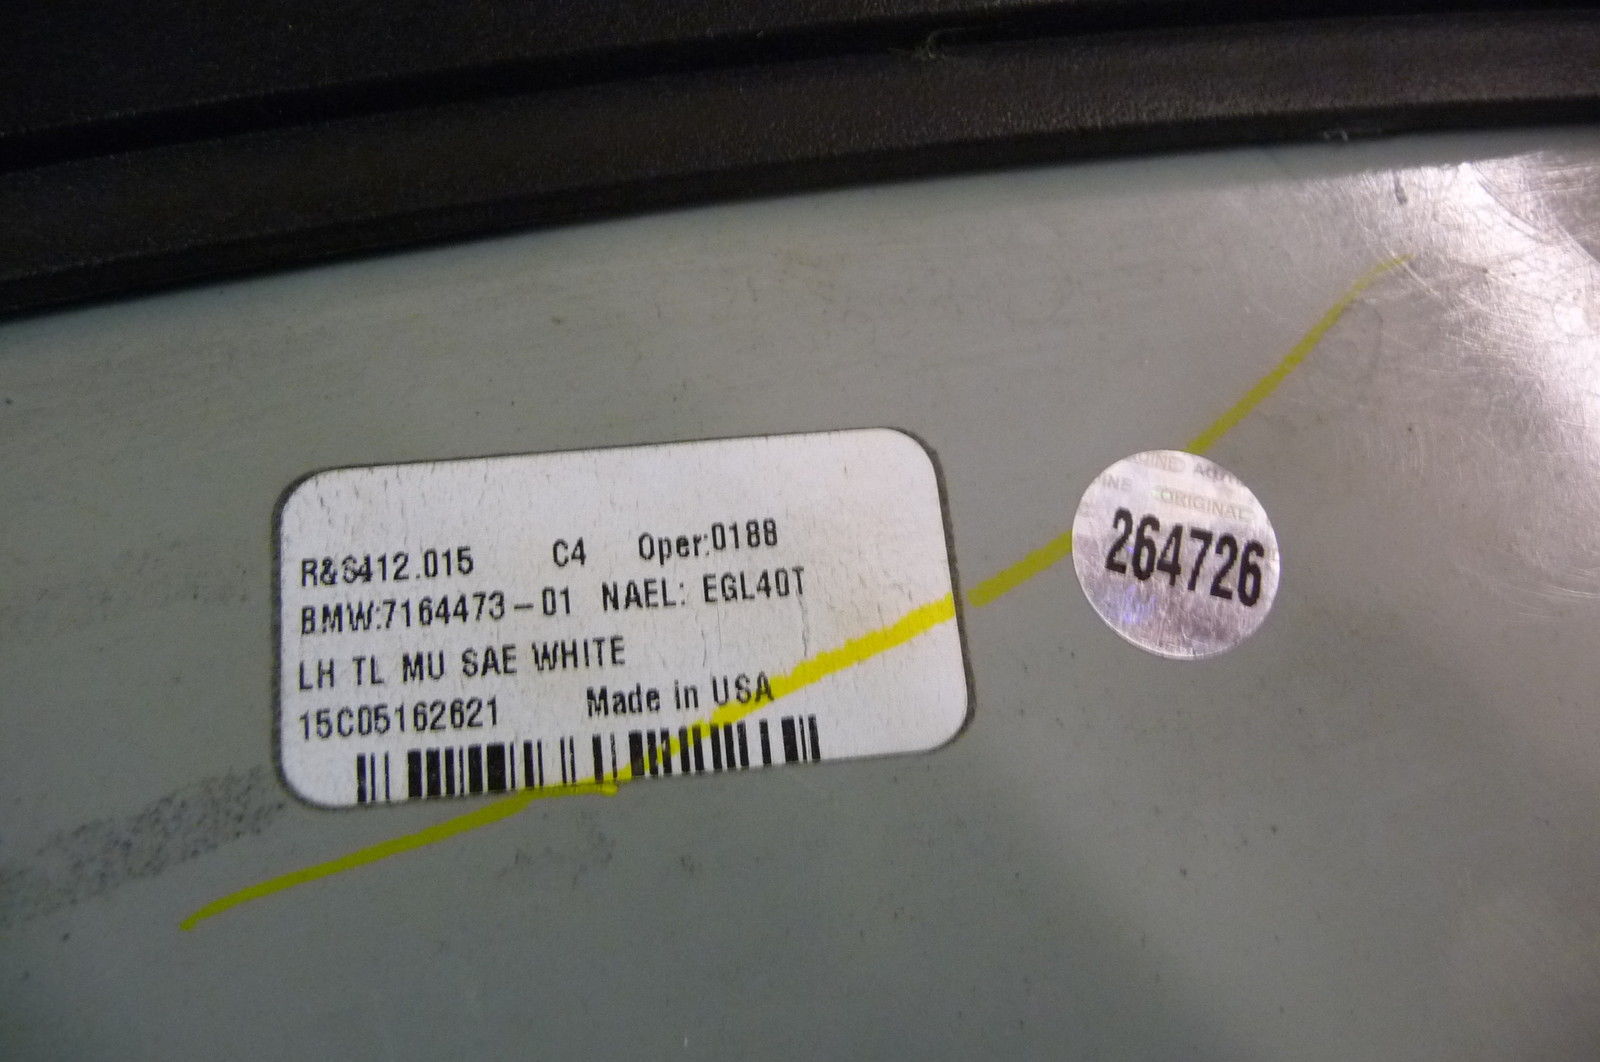 R&S412.015 C4 Oper:0188
BMW:7164473-01 NAEL: EGL40T
LH TL MU SAE WHITE
15C05162621 Made in USA
ORIGINAL
264726